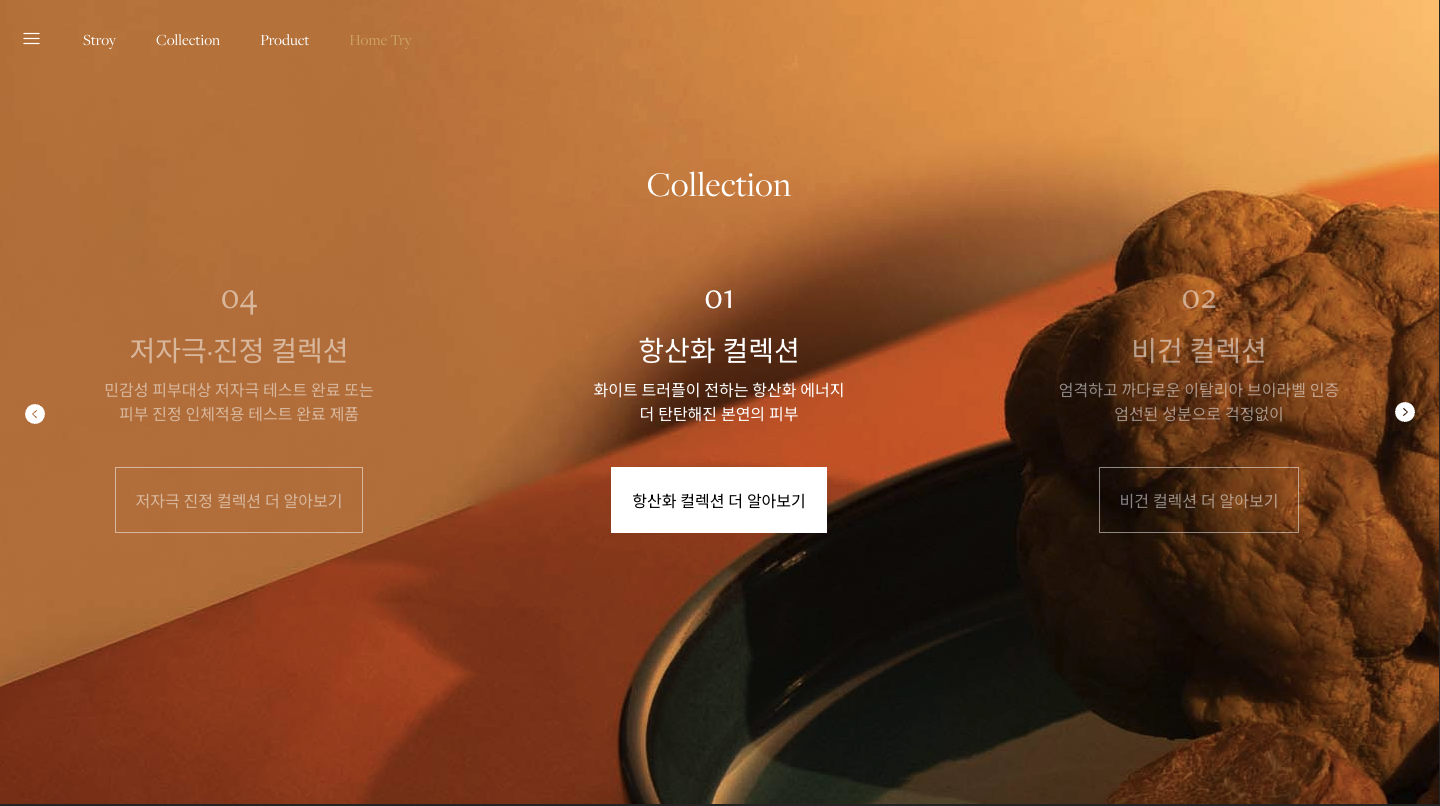 Stroy
Collection
Product
Home Try
Collection
04
저자극·진정 컬렉션
민감성 피부대상 저자극 테스트 완료 또는
피부 진정 인체적용 테스트 완료 제품
저자극 진정 컬렉션 더 알아보기
01
항산화 컬렉션
화이트 트러플이 전하는 항산화 에너지
더 탄탄해진 본연의 피부
항산화 컬렉션 더 알아보기
02
비건 컬렉션
엄격하고 까다로운 이탈리아 브이라벨 인증
엄선된 성분으로 걱정없이
비건 컬렉션 더 알아보기